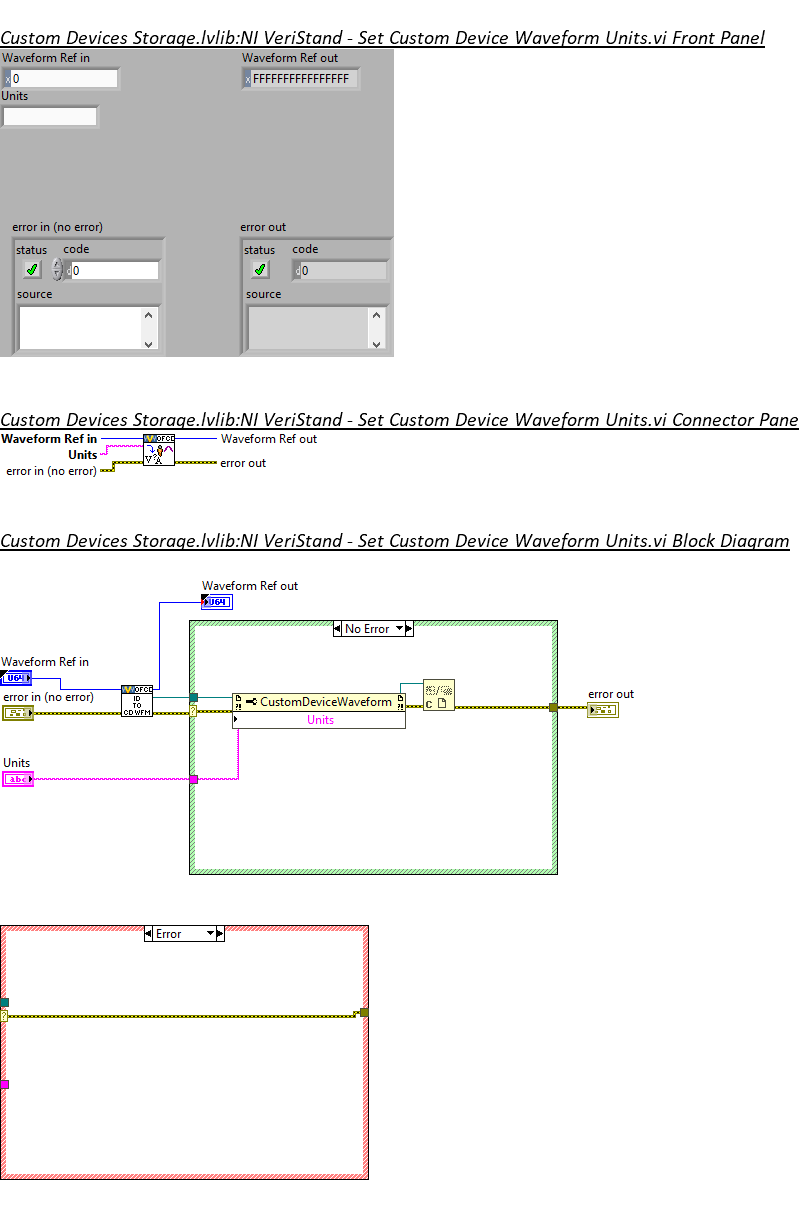 Custom Devices Storage.lvlib:NI VeriStand - Set Custom Device Waveform Units.vi Front Panel
Waveform Ref in
Waveform Ref out
x 0
x FFFFFFFFFFFFFFFF
Units
error in (no error)
error out
status code
status code
d 0
d 0
source
source
Custom Devices Storage.lvlib:NI VeriStand - Set Custom Device Waveform Units.vi Connector Pane
Waveform Ref in
OFCD
Waveform Ref out
Units
V?A
error in (no error)
error out
Custom Devices Storage.lvlib:NI VeriStand - Set Custom Device Waveform Units.vi Block Diagram
Waveform Ref out
U64
No Error
Waveform Ref in
U64
error in (no error)
OFCD
ID
TO
CD WFM
?
CustomDeviceWaveform
?!
?!
Units
C
error out
Units
abc
Error
?